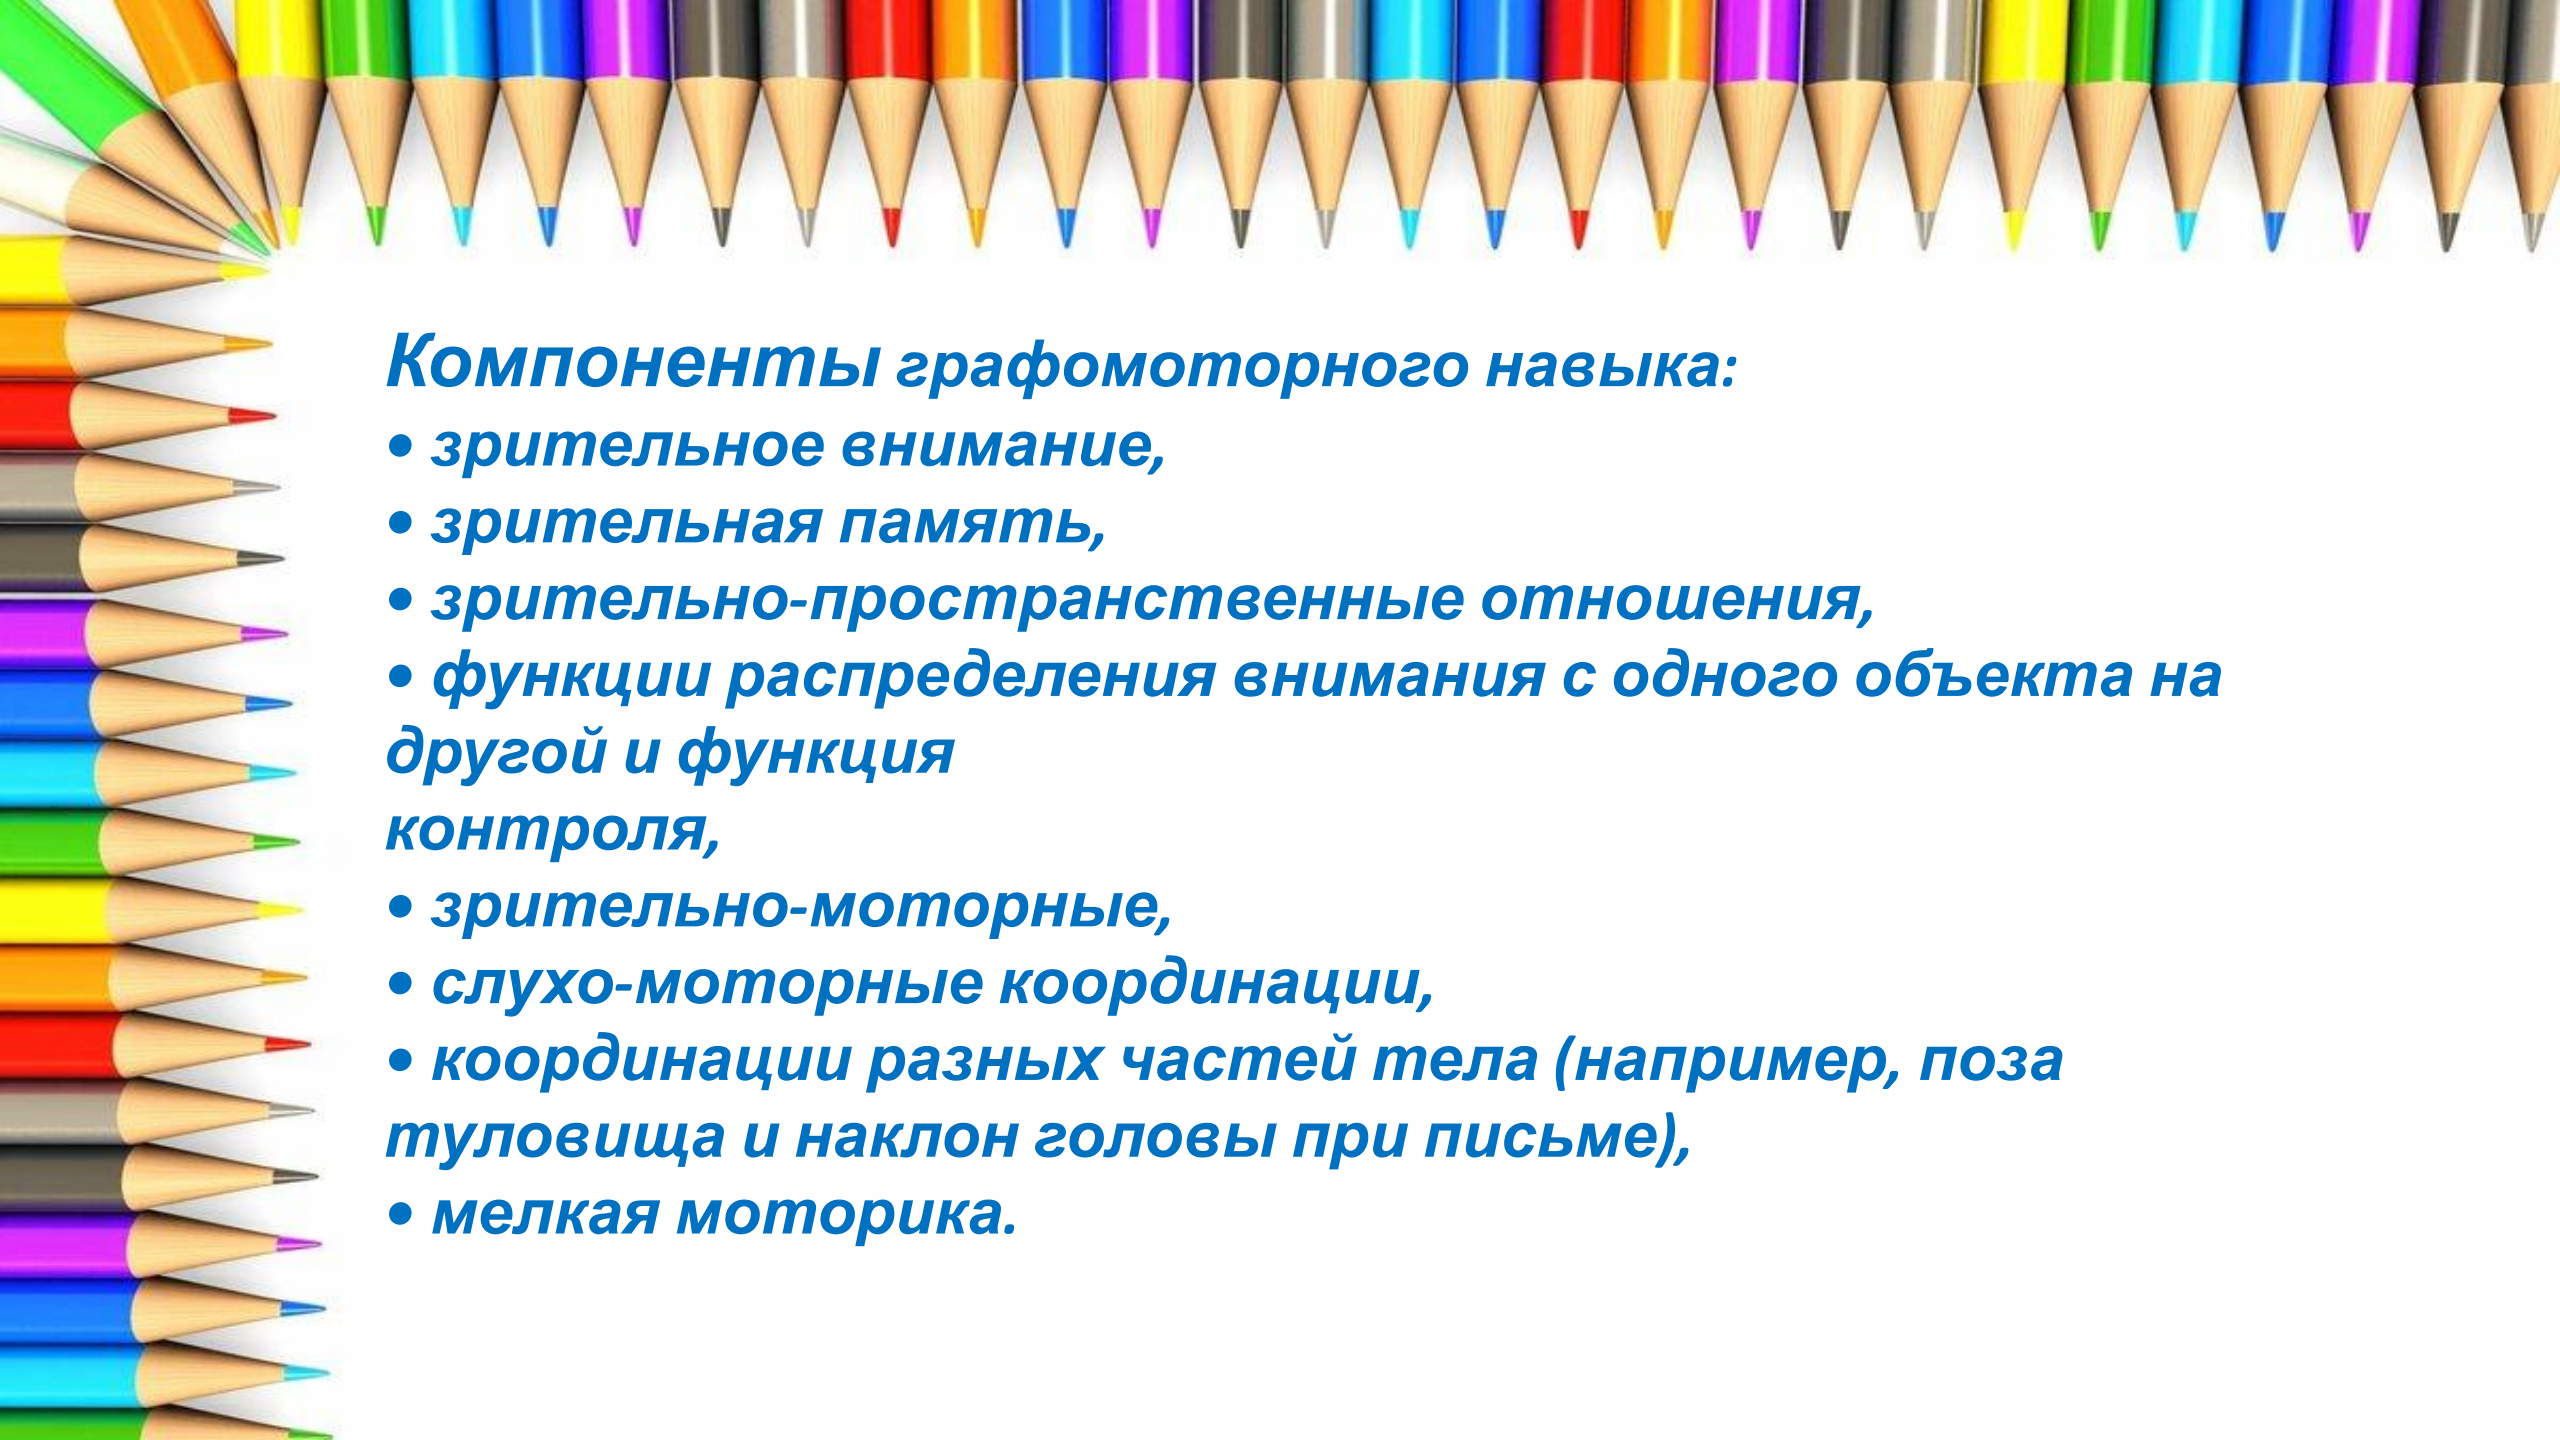 Компоненты графомоторного навыка:
• зрительное внимание,
• зрительная память,
• зрительно-пространственные отношения,
• функции распределения внимания с одного объекта на
другой и функция
контроля,
• зрительно-моторные,
• слухо-моторные координации,
• координации разных частей тела (например, поза
туловища и наклон головы при письме),
• мелкая моторика.